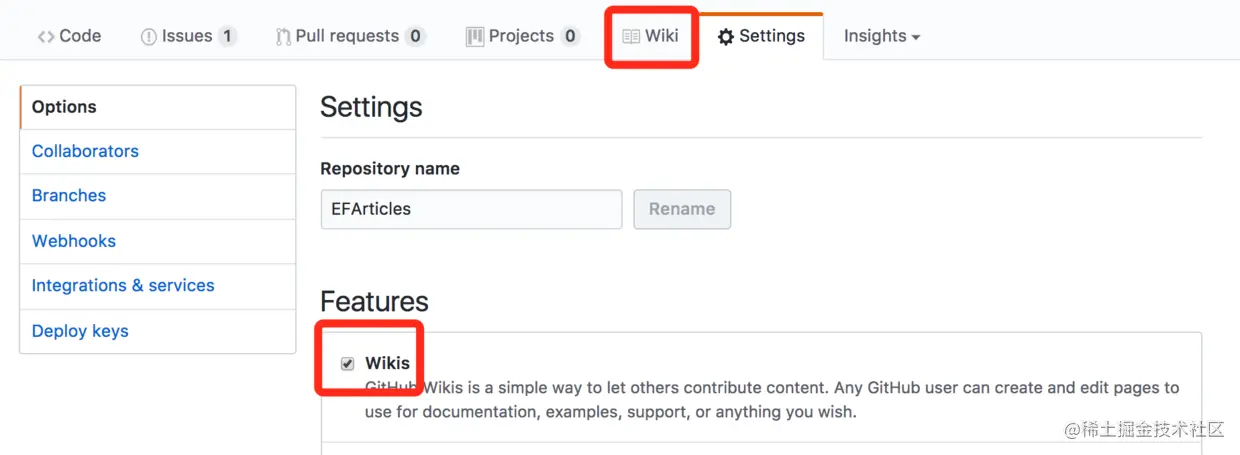 Code Issues 1 Pull requests 0 Projects 0 Wiki Settings Insights
Options
Collaborators
Branches
Webhooks
Integrations & services
Deploy keys
Settings
Repository name
EFArticles Rename
Features
Wikis
GitHub Wikis is a simple way to let others contribute content. Any GitHub user can create and edit pages to
use for documentation, examples, support, or anything you wish.
@稀土掘金技术社区